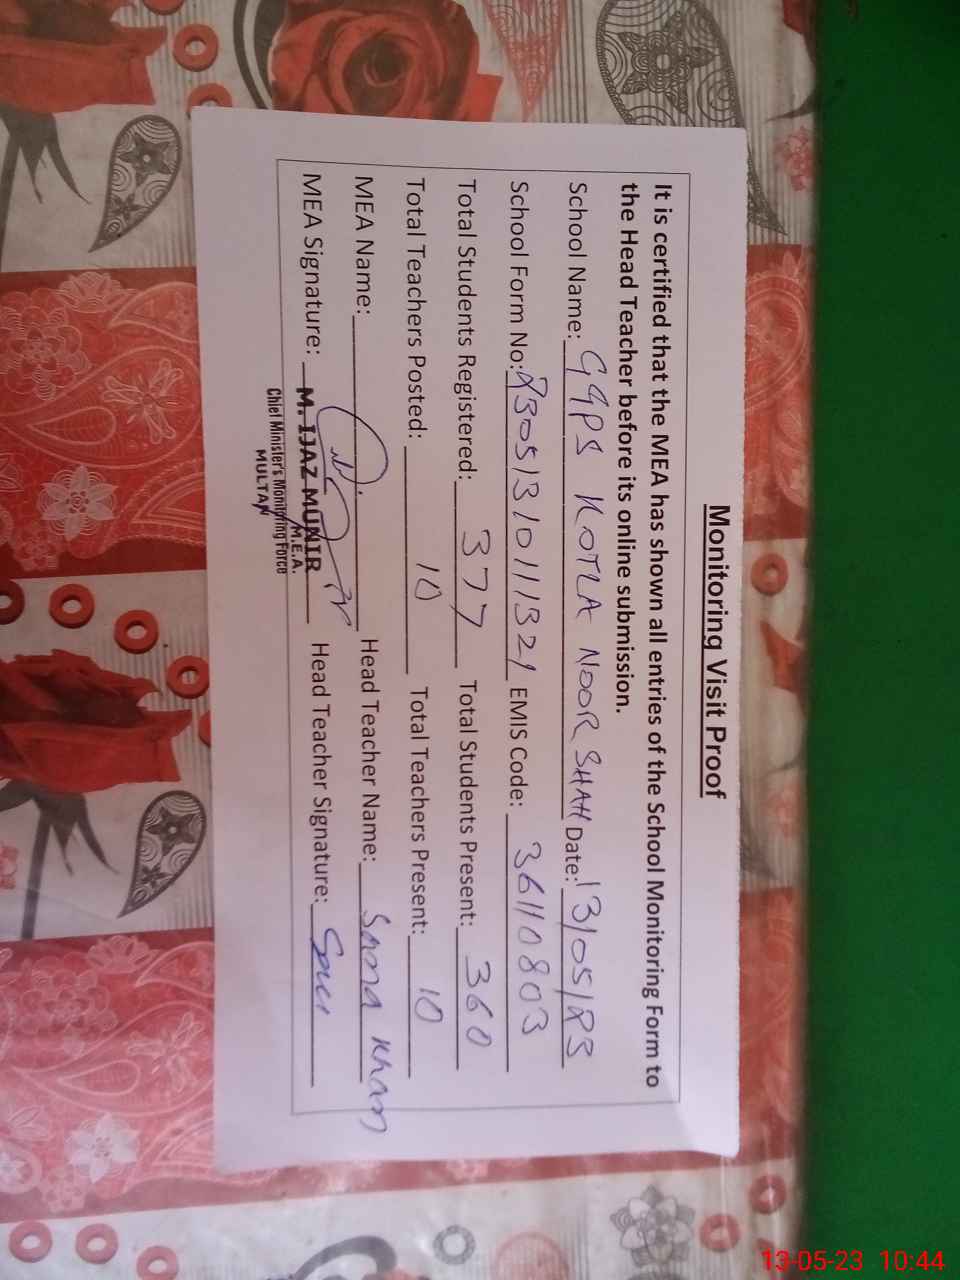 Monitoring Visit Proof
It is certified that the MEA has shown all entries of the School Monitoring Form to
the Head Teacher before its online submission.
School Name: GGPS KOTLA NOOR SHAH Date: 13/05/23
School Form No: EMIS Code: 36110803
Total Students Registered: 377 Total Students Present: 360
Total Teachers Posted: 10 Total Teachers Present: 10
MEA Name: Head Teacher Name: Sana Khan
MEA Signature: M. IJAZ MUNIR Head Teacher Signature:
M.E.A.
Chief Minister's Monitoring Force
MULTAN
13-05-23 10:44